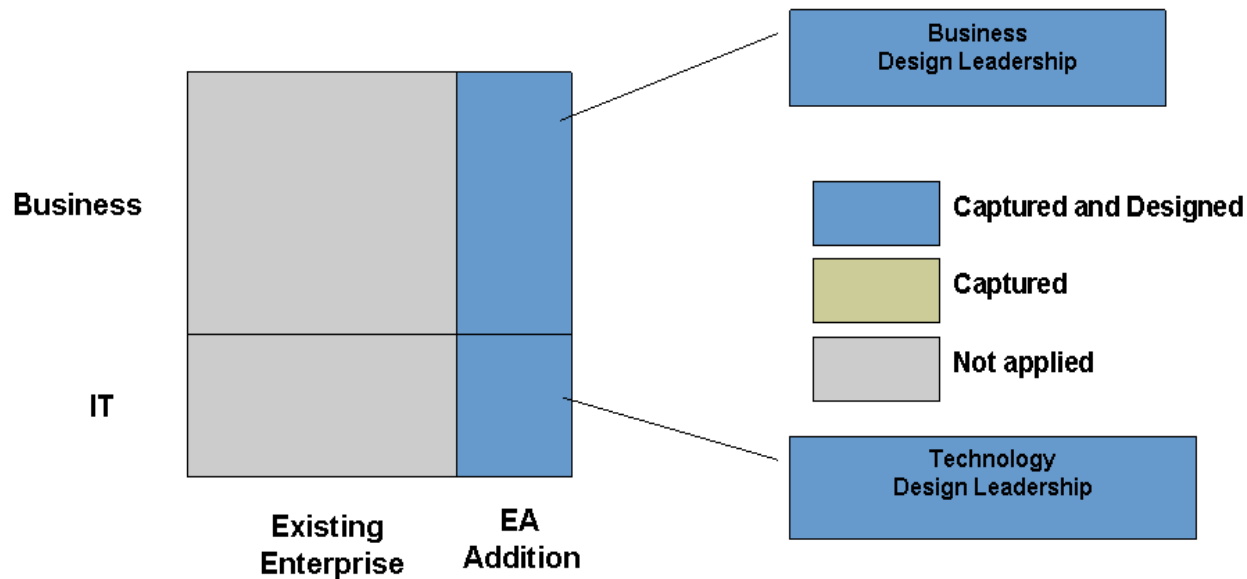 Business
Design Leadership
Business
Captured and Designed
Captured
Not applied
IT
Technology
Design Leadership
Existing
Enterprise
EA
Addition